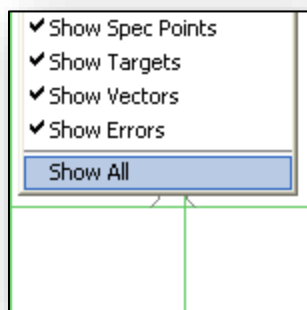 Show Spec Points
Show Targets
Show Vectors
Show Errors
Show All